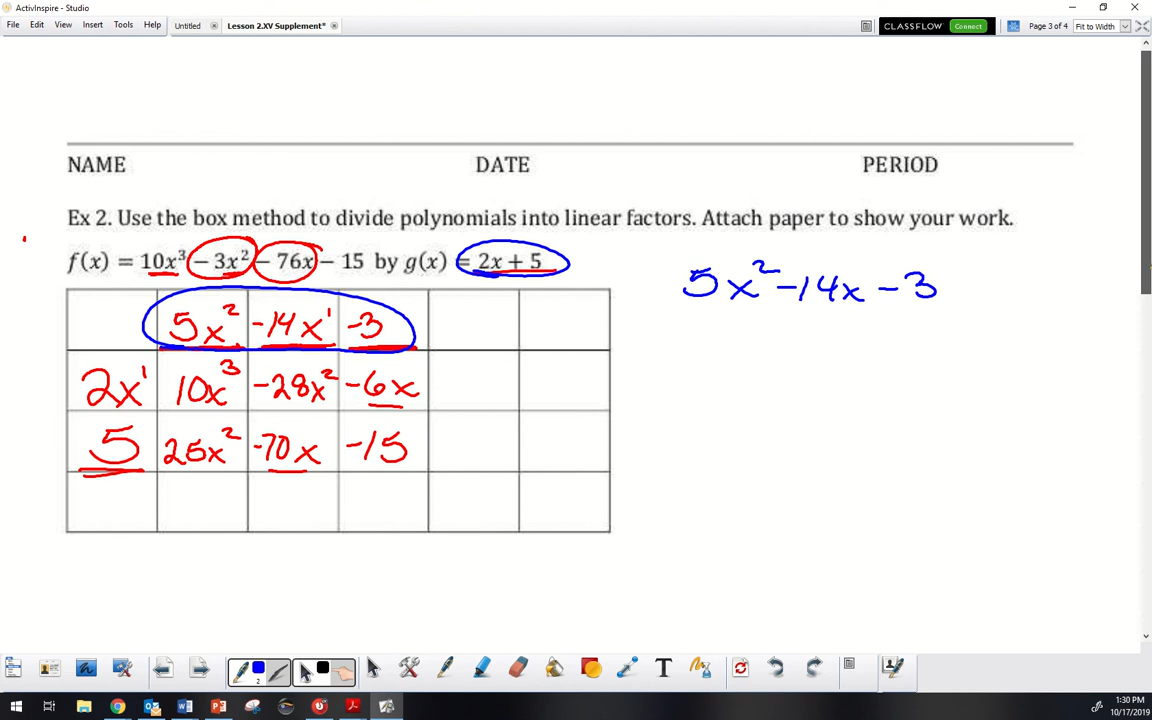 ActivInspire - Studio
File Edit View Insert Tools Help Untitled Lesson 2.XV Supplement* CLASSFLOW Connect Page 3 of 4 Fit to Width
NAME DATE PERIOD
Ex 2. Use the box method to divide polynomials into linear factors. Attach paper to show your work.
f(x) = 10x³ − 3x² − 76x − 15 by g(x) = 2x + 5
5x² -14x - 3
5x² -14x¹ -3
2x¹ 10x³ -28x² -6x
5 25x² -70x -15
2
1:30 PM
10/17/2019